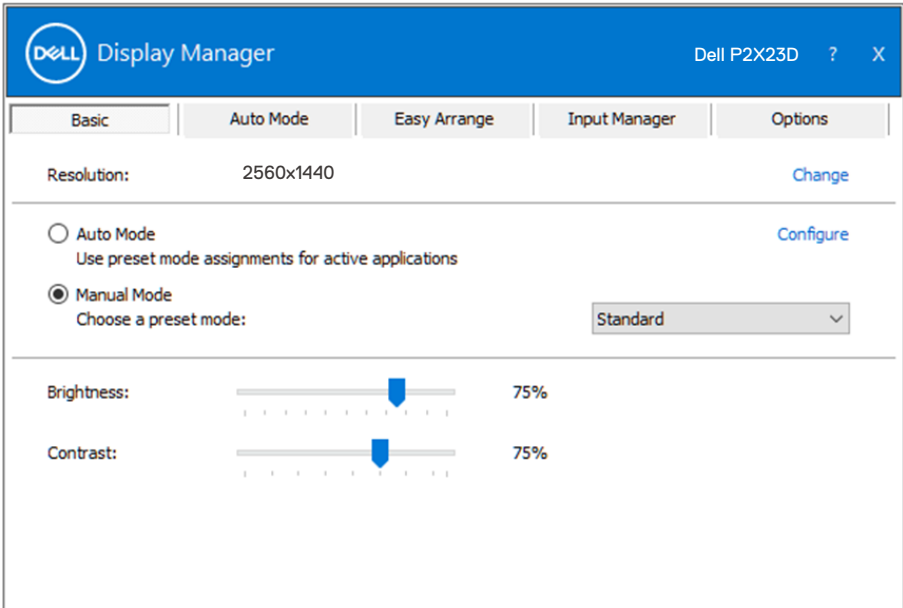 DELL Display Manager Dell P2X23D ? X
Basic Auto Mode Easy Arrange Input Manager Options
Resolution: 2560x1440 Change
Auto Mode Configure
Use preset mode assignments for active applications
Manual Mode
Choose a preset mode: Standard
Brightness: 75%
Contrast: 75%